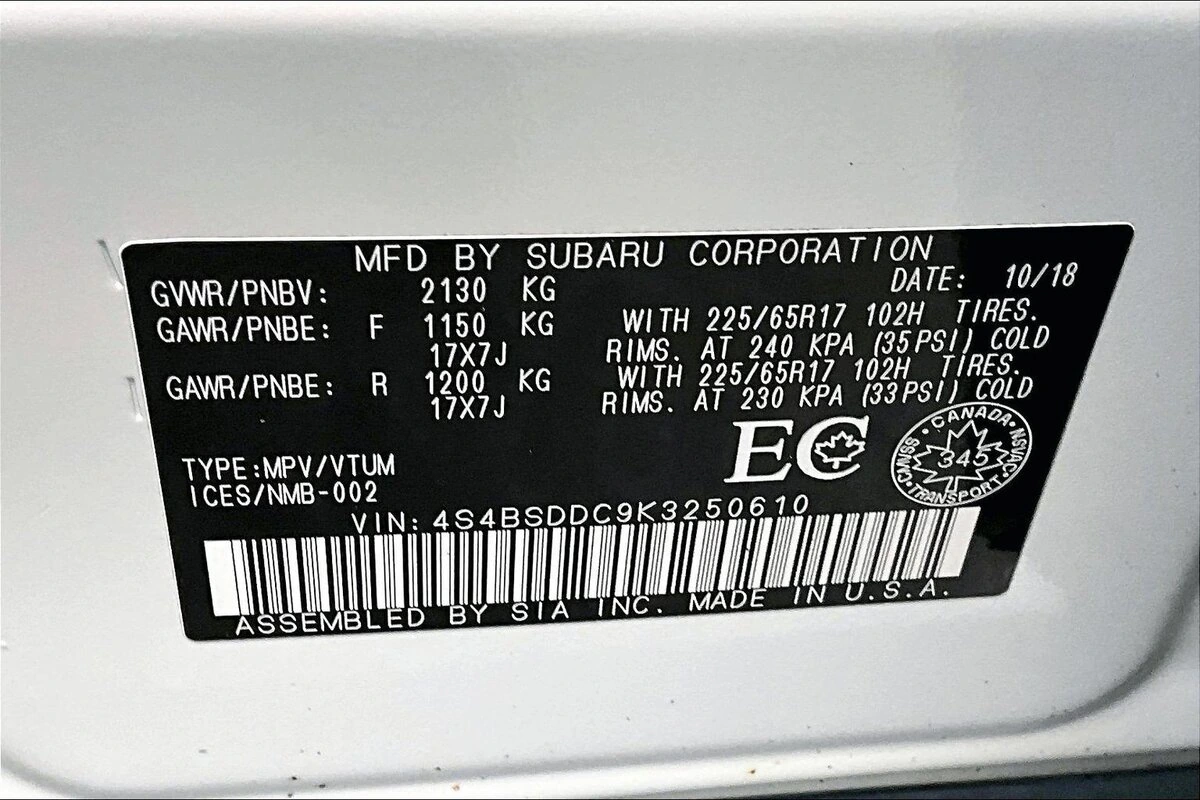 MFD BY SUBARU CORPORATION
DATE: 10/18
GVWR/PNBV: 2130 KG
GAWR/PNBE: F 1150 KG WITH 225/65R17 102H TIRES.
17X7J RIMS. AT 240 KPA (35PSI) COLD
GAWR/PNBE: R 1200 KG WITH 225/65R17 102H TIRES.
17X7J RIMS. AT 230 KPA (33PSI) COLD
EC
CANADA
NSVAC
345
CMVSS
TRANSPORT
TYPE:MPV/VTUM
ICES/NMB-002
VIN: 4S4BSDDC9K3250610
ASSEMBLED BY SIA INC. MADE IN U.S.A.